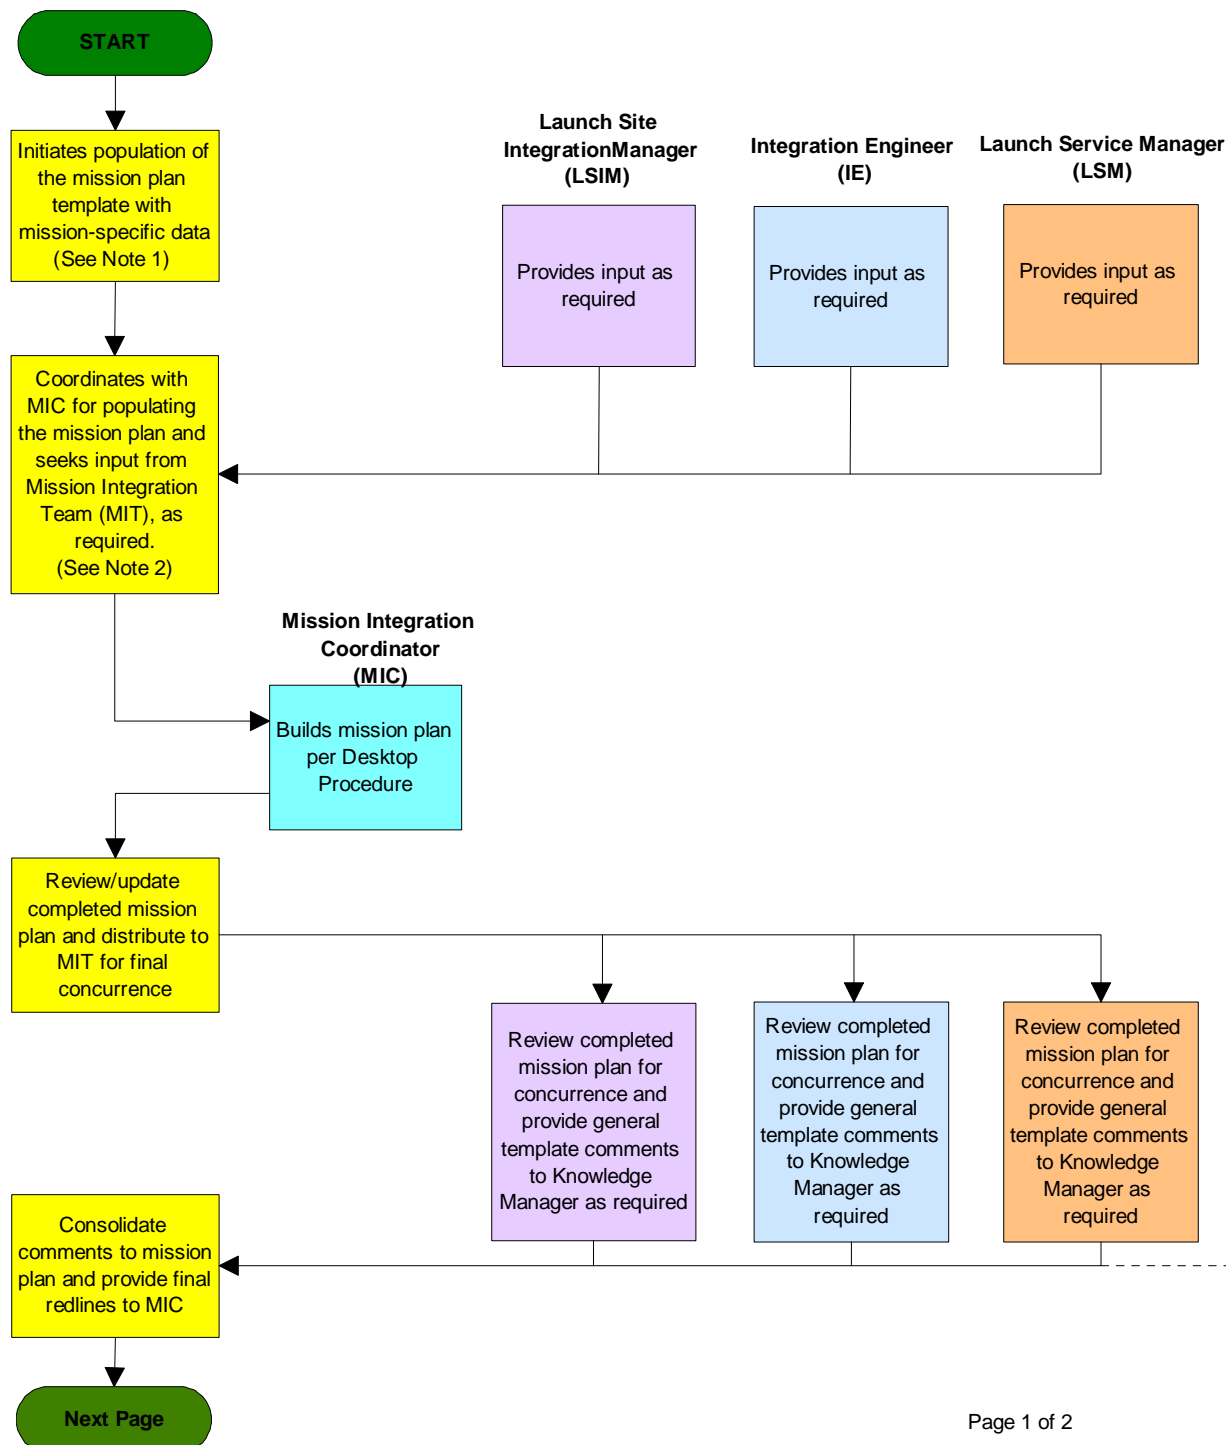 START
Initiates population of
the mission plan
template with
mission-specific data
(See Note 1)
Launch Site
IntegrationManager
(LSIM)
Integration Engineer
(IE)
Launch Service Manager
(LSM)
Provides input as
required
Provides input as
required
Provides input as
required
Coordinates with
MIC for populating
the mission plan and
seeks input from
Mission Integration
Team (MIT), as
required.
(See Note 2)
Mission Integration
Coordinator
(MIC)
Builds mission plan
per Desktop
Procedure
Review/update
completed mission
plan and distribute to
MIT for final
concurrence
Review completed
mission plan for
concurrence and
provide general
template comments
to Knowledge
Manager as required
Review completed
mission plan for
concurrence and
provide general
template comments
to Knowledge
Manager as
required
Review completed
mission plan for
concurrence and
provide general
template comments
to Knowledge
Manager as
required
Consolidate
comments to mission
plan and provide final
redlines to MIC
Next Page
Page 1 of 2